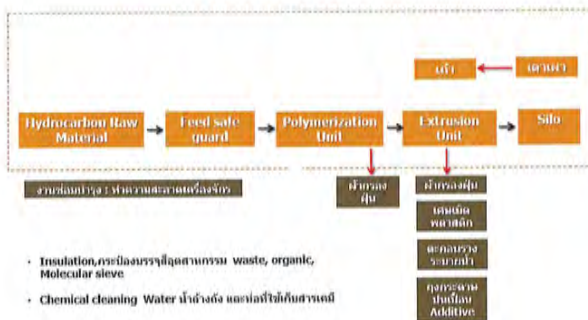 เถ้า
เตาเผา
Hydrocarbon Raw
Material
Feed safe
guard
Polymerization
Unit
Extrusion
Unit
Silo
งานซ่อมบำรุง : ทำความสะอาดเครื่องจักร
ผ้ากรอง
ฝุ่น
ผ้ากรองฝุ่น
เศษเม็ด
พลาสติก
ตะกอนราง
ระบายน้ำ
ถุงกระดาษ
ปนเปื้อน
Additive
• Insulation,กระป๋องบรรจุสีอุตสาหกรรม waste, organic,
Molecular sieve
• Chemical cleaning Water น้ำล้างถัง และท่อที่ใช้เก็บสารเคมี